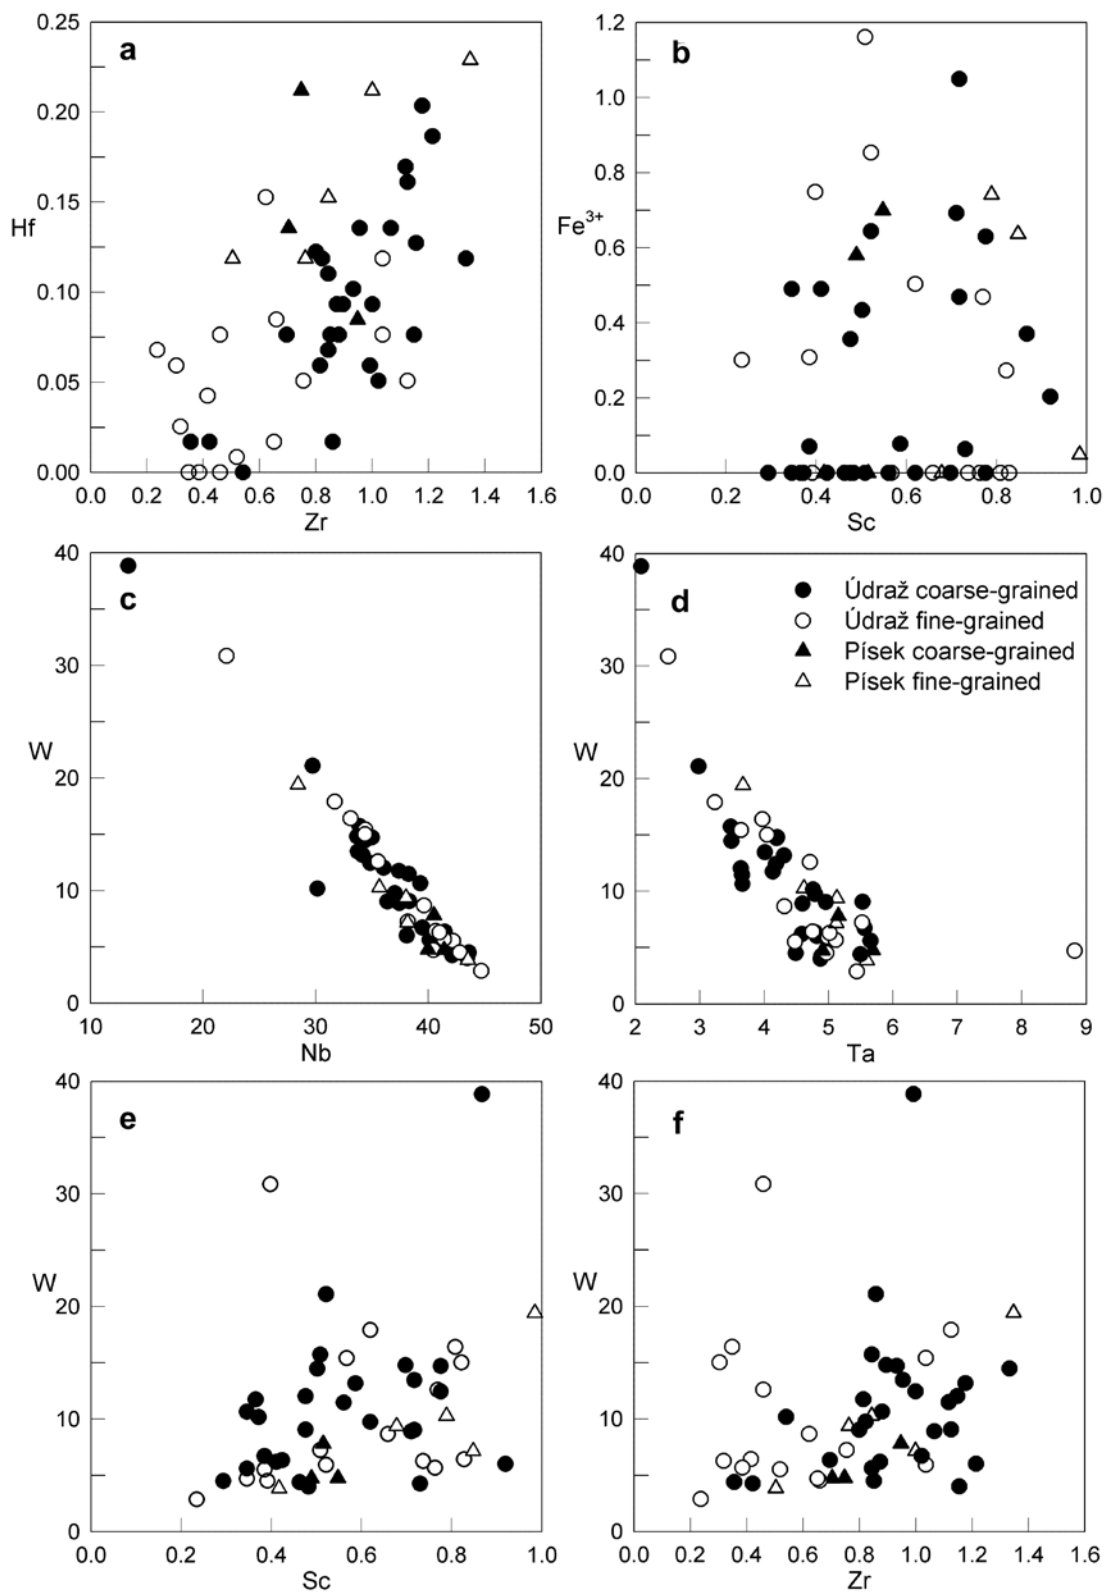 a
0.25
0.20
0.15
Hf
0.10
0.05
0.00
0.0 0.2 0.4 0.6 0.8 1.0 1.2 1.4 1.6
Zr
b
1.2
1.0
0.8
Fe³⁺
0.6
0.4
0.2
0.0
0.2 0.4 0.6 0.8 1.0
Sc
c
40
30
W
20
10
0
10 20 30 40 50
Nb
d
Údraž coarse-grained
Údraž fine-grained
Písek coarse-grained
Písek fine-grained
40
30
W
20
10
0
2 3 4 5 6 7 8 9
Ta
e
40
30
W
20
10
0
0.0 0.2 0.4 0.6 0.8 1.0
Sc
f
40
30
W
20
10
0
0.0 0.2 0.4 0.6 0.8 1.0 1.2 1.4 1.6
Zr